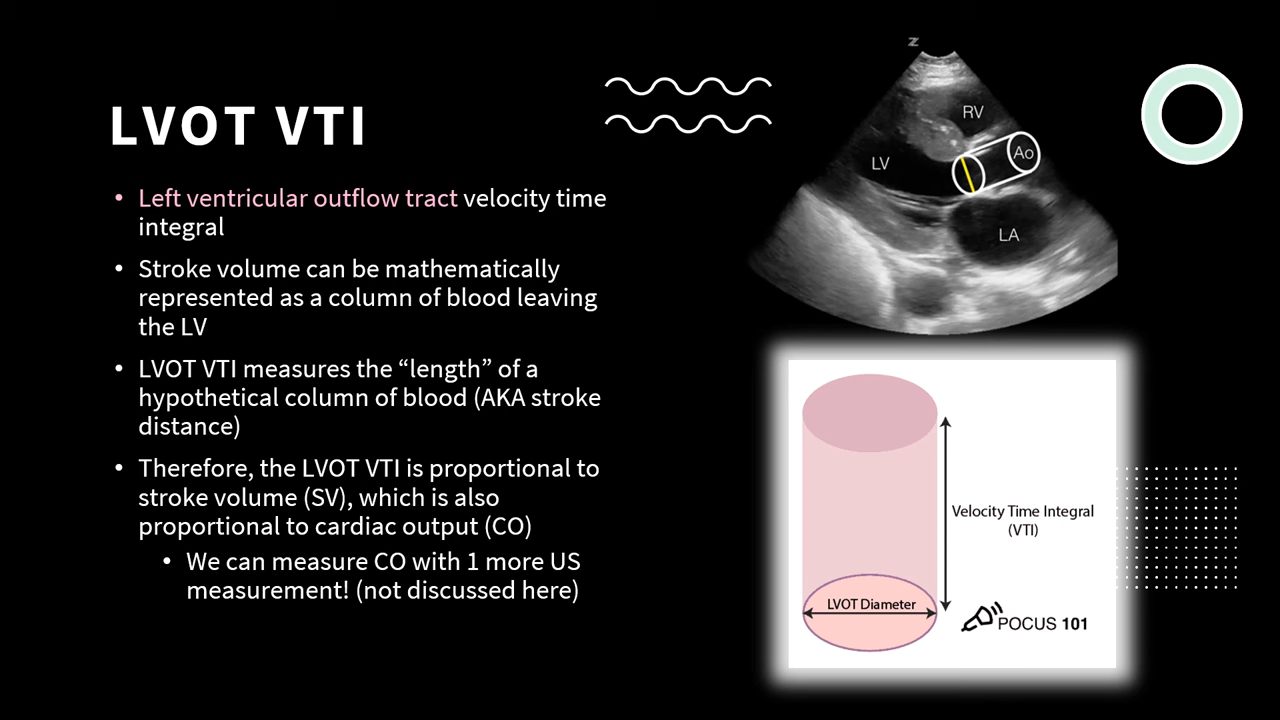 LVOT VTI
• Left ventricular outflow tract velocity time
integral
• Stroke volume can be mathematically
represented as a column of blood leaving
the LV
• LVOT VTI measures the “length” of a
hypothetical column of blood (AKA stroke
distance)
• Therefore, the LVOT VTI is proportional to
stroke volume (SV), which is also
proportional to cardiac output (CO)
• We can measure CO with 1 more US
measurement! (not discussed here)
RV
Ao
LV
LA
Velocity Time Integral
(VTI)
LVOT Diameter
POCUS 101